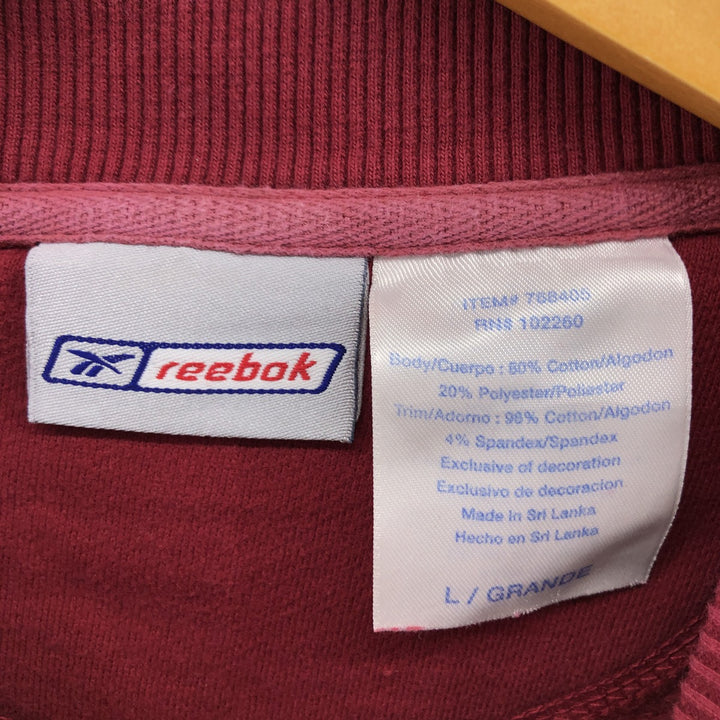 reebok
ITEM# 768405
RN# 102260
Body/Cuerpo : 80% Cotton/Algodon
20% Polyester/Poliester
Trim/Adorno : 96% Cotton/Algodon
4% Spandex/Spandex
Exclusive of decoration
Exclusivo de decoracion
Made in Sri Lanka
Hecho en Sri Lanka
L / GRANDE